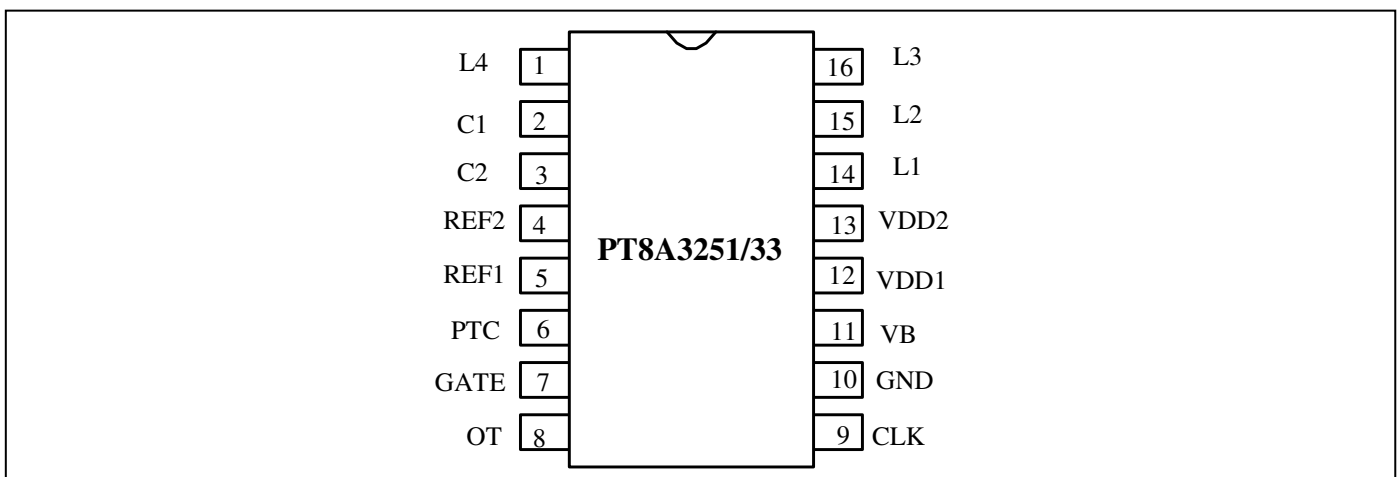 L4 1 16 L3
C1 2 15 L2
C2 3 14 L1
REF2 4 13 VDD2
PT8A3251/33
REF1 5 12 VDD1
PTC 6 11 VB
GATE 7 10 GND
OT 8 9 CLK